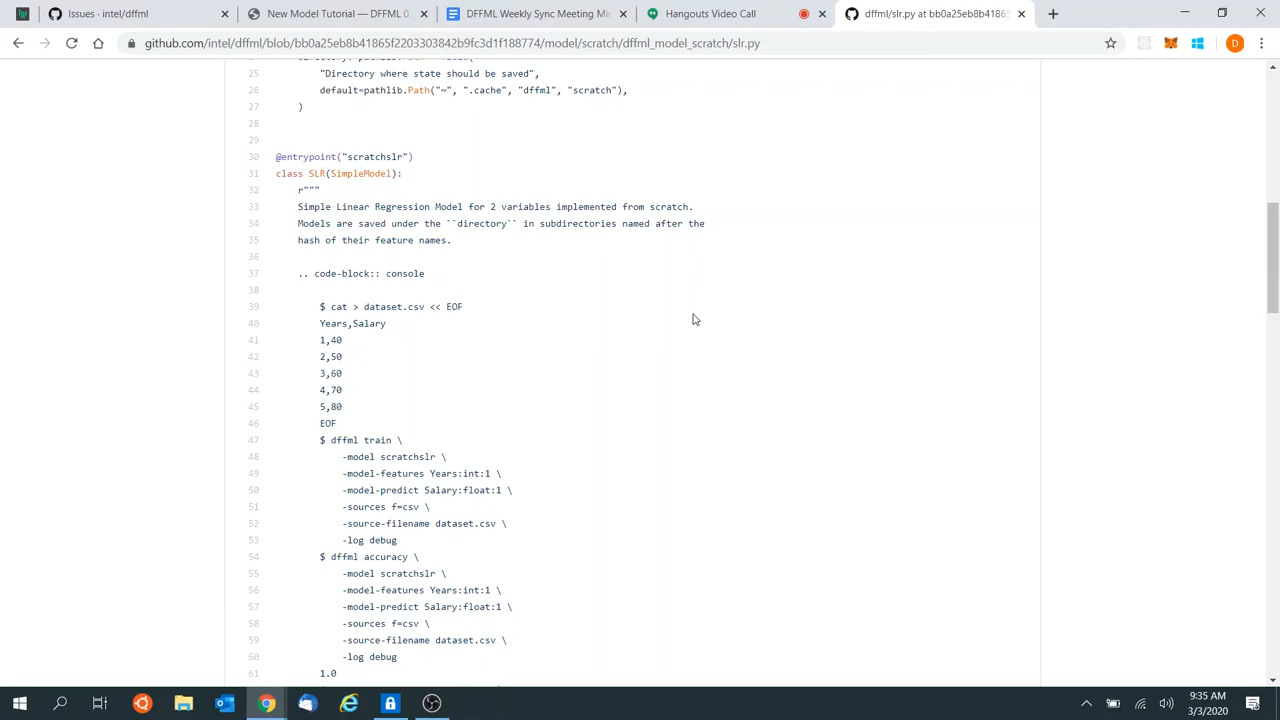 Issues · intel/dffml
New Model Tutorial — DFFML 0.
DFFML Weekly Sync Meeting Mi
Hangouts Video Call
dffml/slr.py at bb0a25eb8b41865
github.com/intel/dffml/blob/bb0a25eb8b41865f2203303842b9fc3d1f188774/model/scratch/dffml_model_scratch/slr.py
D
25 "Directory where state should be saved",
26 default=pathlib.Path("~", ".cache", "dffml", "scratch"),
27 )
28
29
30 @entrypoint("scratchslr")
31 class SLR(SimpleModel):
32 r"""
33 Simple Linear Regression Model for 2 variables implemented from scratch.
34 Models are saved under the ``directory`` in subdirectories named after the
35 hash of their feature names.
36
37 .. code-block:: console
38
39 $ cat > dataset.csv << EOF
40 Years,Salary
41 1,40
42 2,50
43 3,60
44 4,70
45 5,80
46 EOF
47 $ dffml train \
48 -model scratchslr \
49 -model-features Years:int:1 \
50 -model-predict Salary:float:1 \
51 -sources f=csv \
52 -source-filename dataset.csv \
53 -log debug
54 $ dffml accuracy \
55 -model scratchslr \
56 -model-features Years:int:1 \
57 -model-predict Salary:float:1 \
58 -sources f=csv \
59 -source-filename dataset.csv \
60 -log debug
61 1.0
9:35 AM
3/3/2020